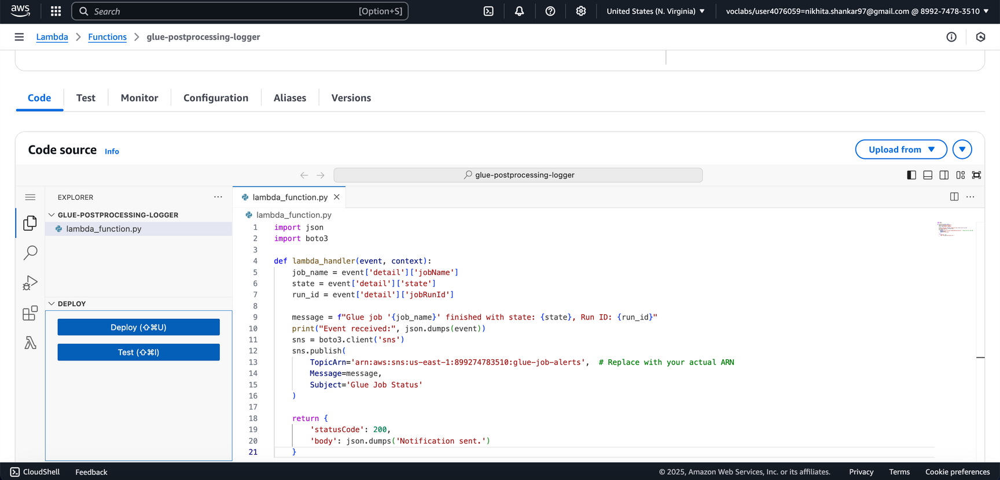 aws
Search [Option+S]
United States (N. Virginia) ▼
voclabs/user4076059=nikhita.shankar97@gmail.com @ 8992-7478-3510 ▼
Lambda > Functions > glue-postprocessing-logger
Code
Test
Monitor
Configuration
Aliases
Versions
Code source Info
Upload from ▼
glue-postprocessing-logger
EXPLORER ···
GLUE-POSTPROCESSING-LOGGER
lambda_function.py
DEPLOY
Deploy (⇧⌘U)
Test (⇧⌘I)
lambda_function.py ×
lambda_function.py
1 import json
2 import boto3
3
4 def lambda_handler(event, context):
5     job_name = event['detail']['jobName']
6     state = event['detail']['state']
7     run_id = event['detail']['jobRunId']
8
9     message = f"Glue job '{job_name}' finished with state: {state}, Run ID: {run_id}"
10     print("Event received:", json.dumps(event))
11     sns = boto3.client('sns')
12     sns.publish(
13         TopicArn='arn:aws:sns:us-east-1:899274783510:glue-job-alerts',  # Replace with your actual ARN
14         Message=message,
15         Subject='Glue Job Status'
16     )
17
18     return {
19         'statusCode': 200,
20         'body': json.dumps('Notification sent.')
21     }
CloudShell
Feedback
© 2025, Amazon Web Services, Inc. or its affiliates.
Privacy
Terms
Cookie preferences